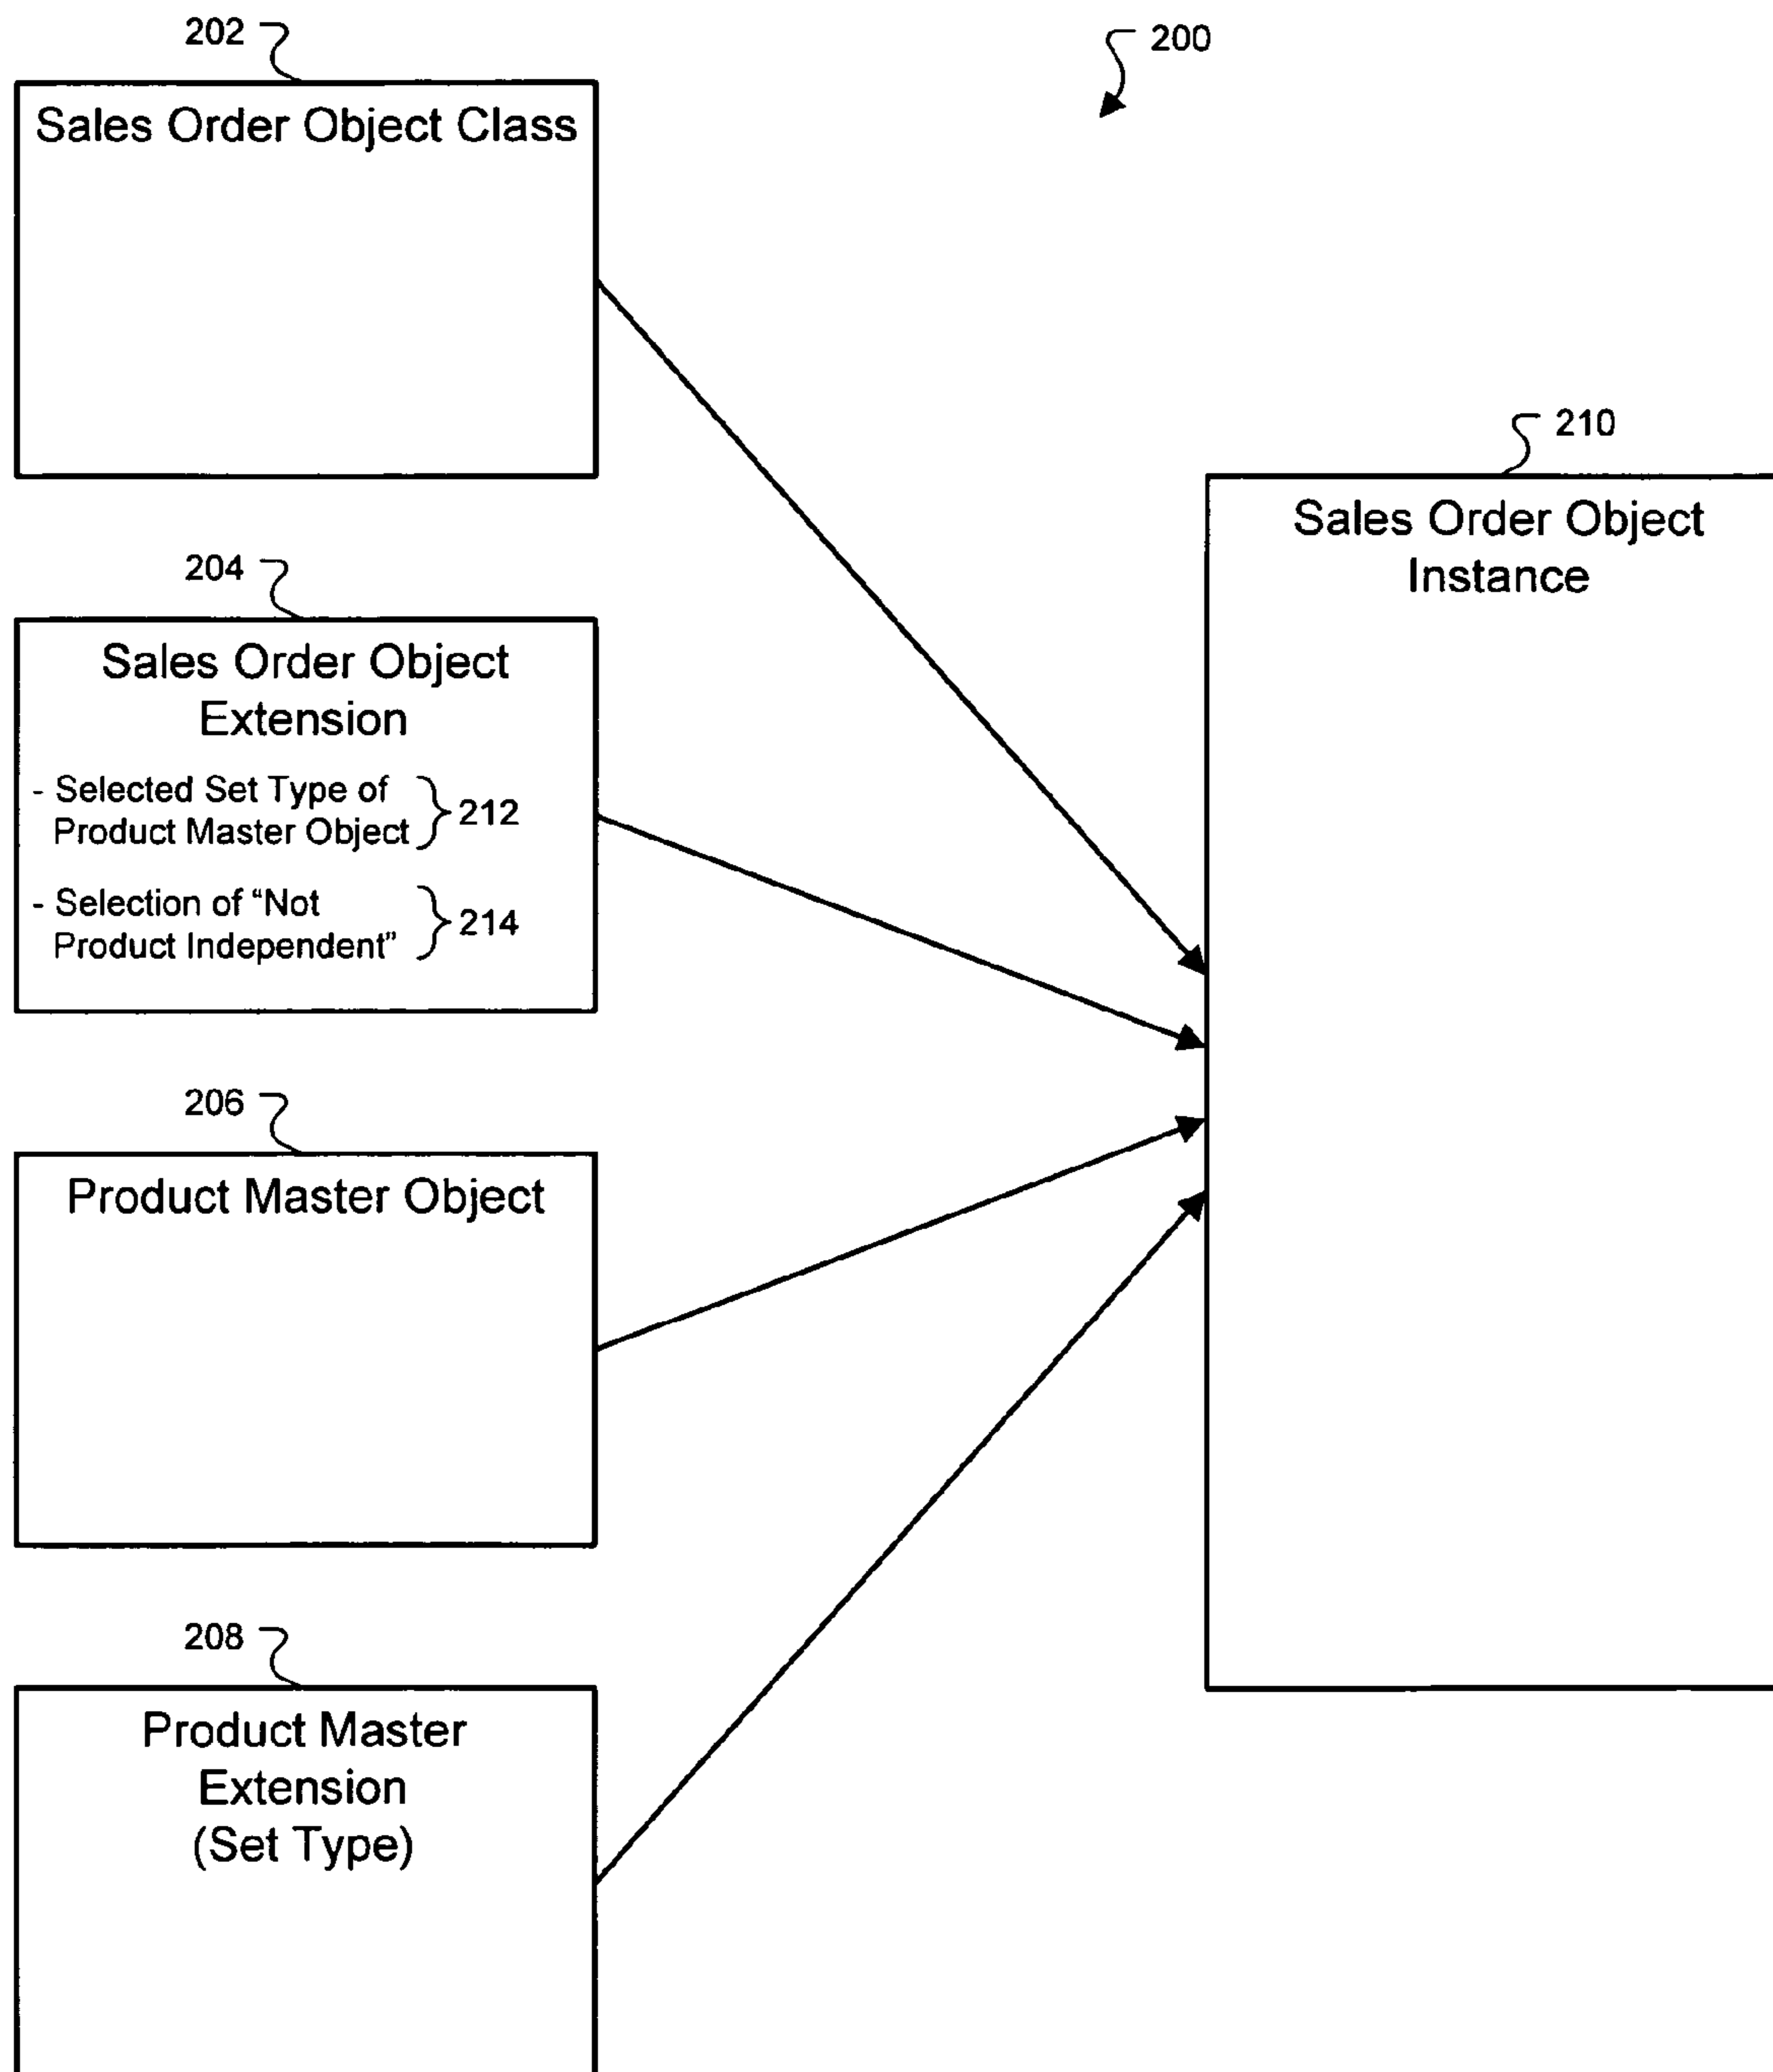 202
200
Sales Order Object Class
210
Sales Order Object
Instance
204
Sales Order Object
Extension
- Selected Set Type of
Product Master Object
212
- Selection of “Not
Product Independent”
214
206
Product Master Object
208
Product Master
Extension
(Set Type)